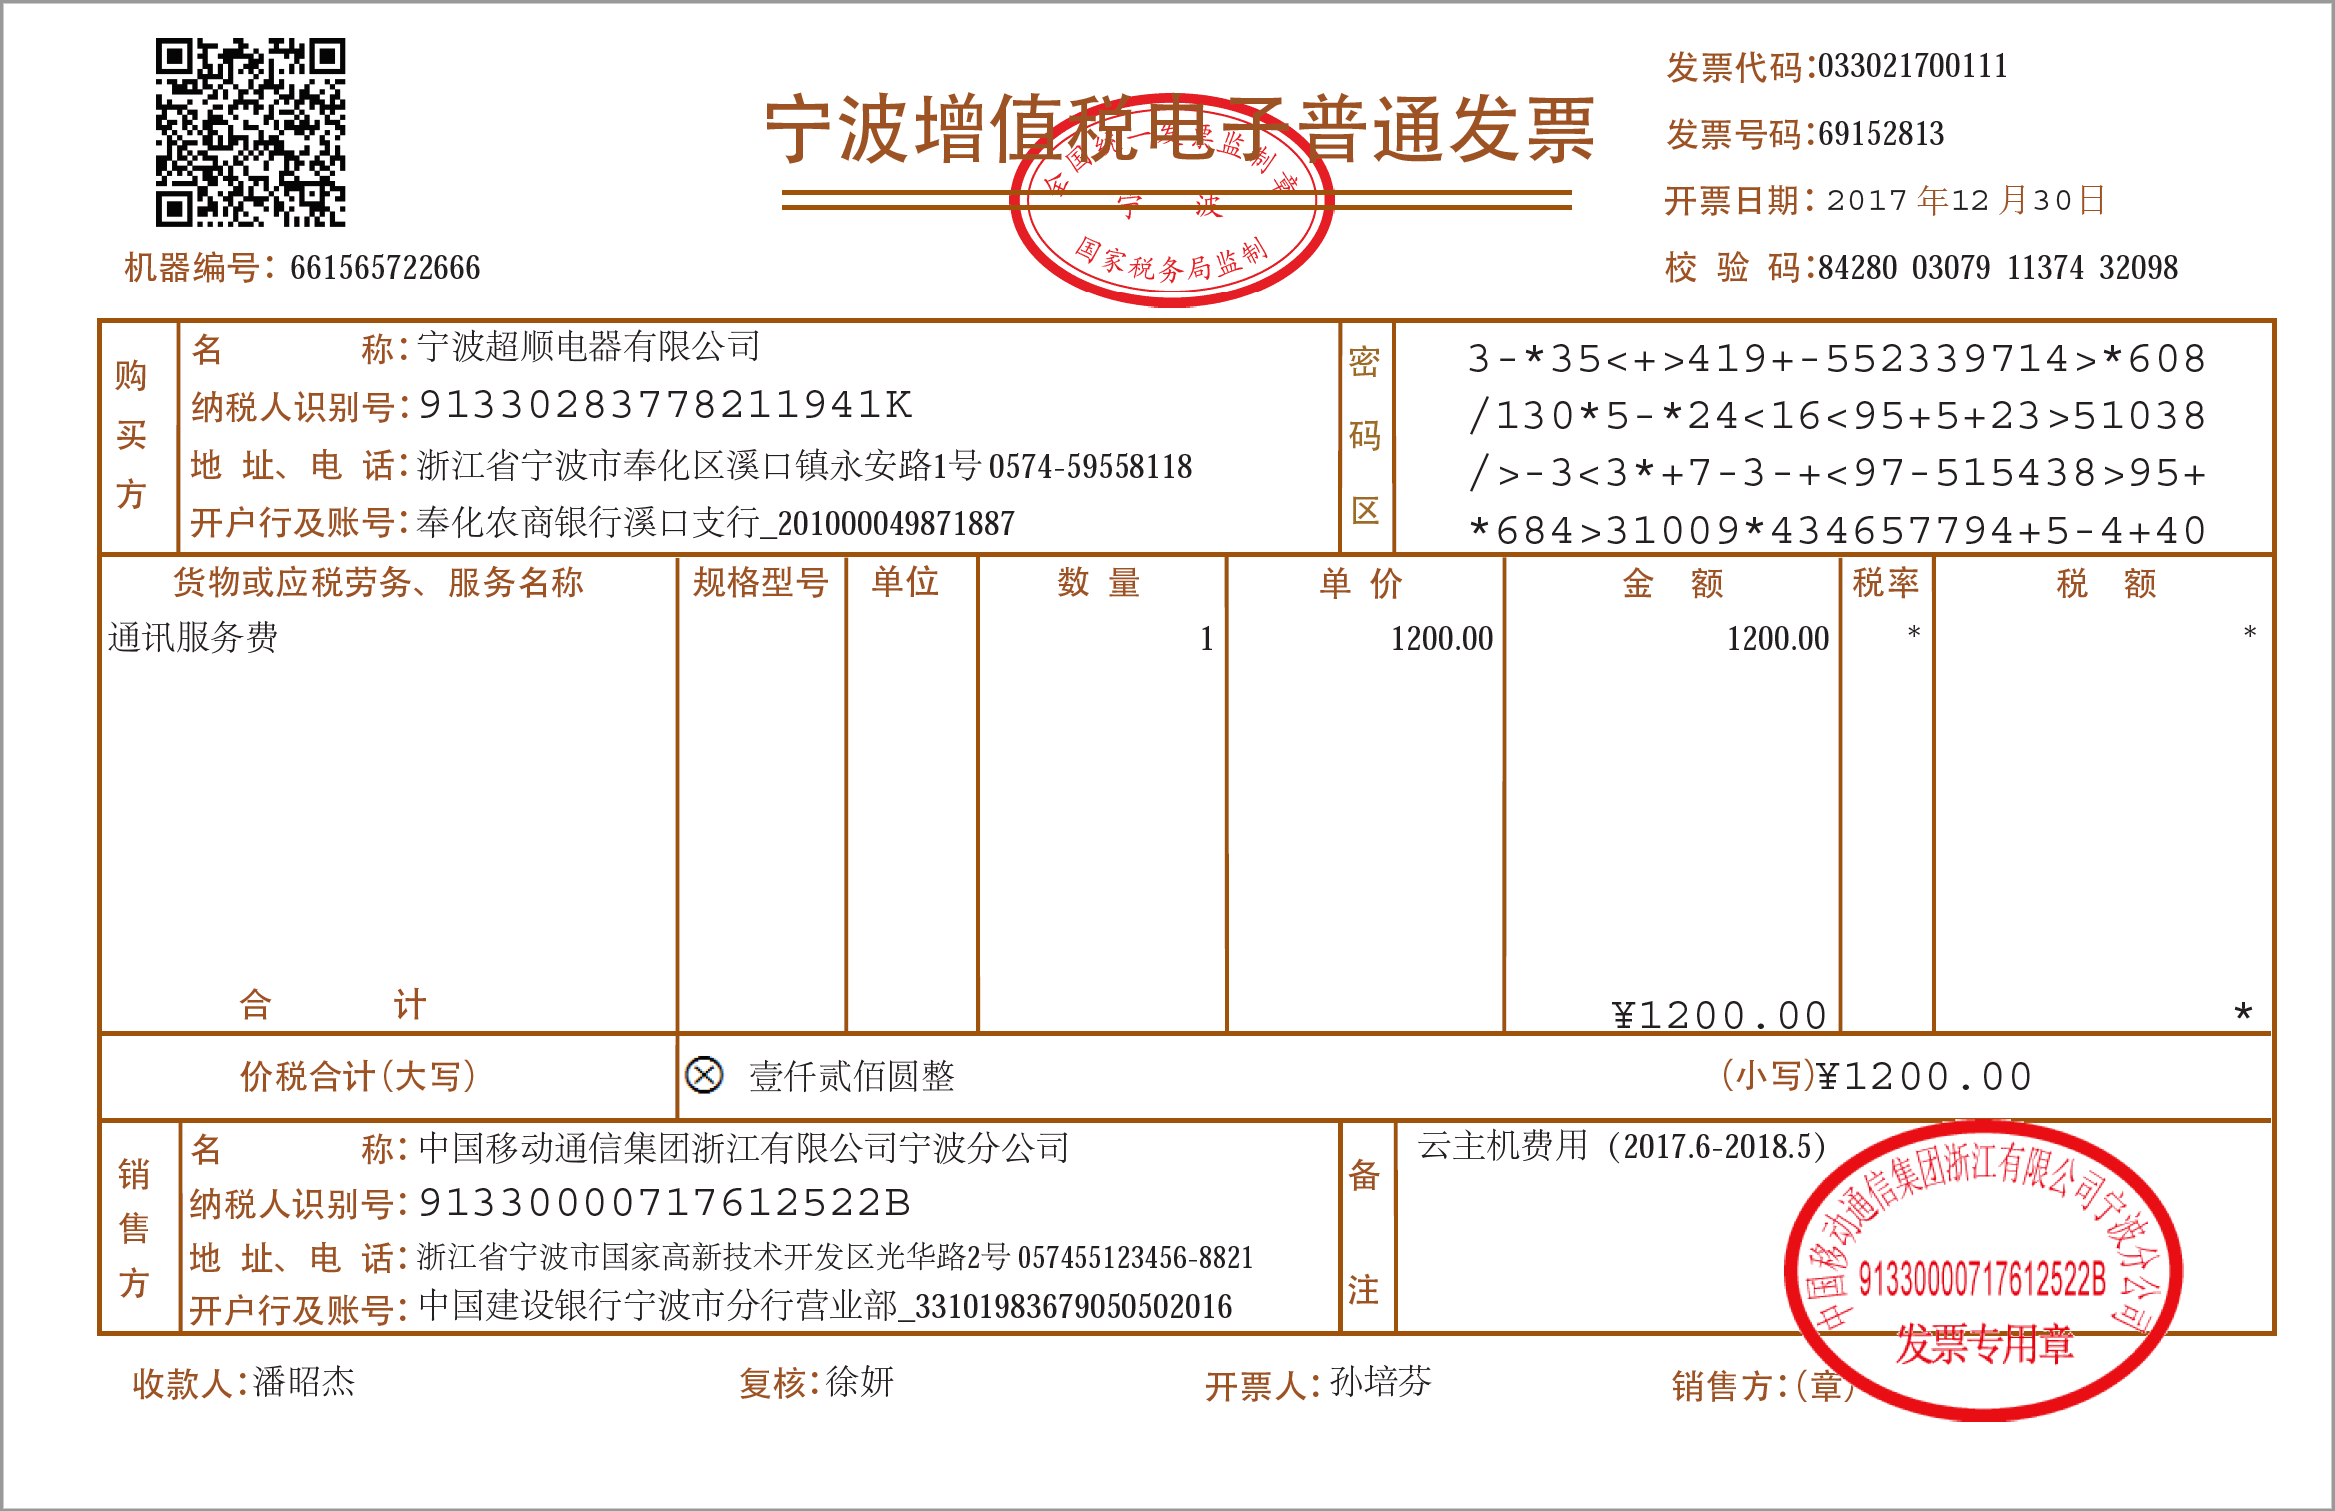 宁波增值税电子普通发票
全国统一发票监制章
宁 波
国家税务局监制
发票代码:033021700111
发票号码:69152813
开票日期: 2017 年12 月30日
校 验 码:84280 03079 11374 32098
机器编号: 661565722666
购买方
名 称: 宁波超顺电器有限公司
纳税人识别号: 91330283778211941K
地 址、电 话: 浙江省宁波市奉化区溪口镇永安路1号 0574-59558118
开户行及账号: 奉化农商银行溪口支行_201000049871887
密码区
3-*35<+>419+-552339714>*608
/130*5-*24<16<95+5+23>51038
/>-3<3*+7-3-+<97-515438>95+
*684>31009*434657794+5-4+40
货物或应税劳务、服务名称 规格型号 单位 数 量 单 价 金 额 税率 税 额
通讯服务费 1 1200.00 1200.00 * *
合 计 ¥1200.00 *
价税合计(大写) ⊗ 壹仟贰佰圆整 (小写)¥1200.00
销售方
名 称: 中国移动通信集团浙江有限公司宁波分公司
纳税人识别号: 91330000717612522B
地 址、电 话: 浙江省宁波市国家高新技术开发区光华路2号 057455123456-8821
开户行及账号: 中国建设银行宁波市分行营业部_33101983679050502016
备注
云主机费用 (2017.6-2018.5)
中国移动通信集团浙江有限公司宁波分公司
91330000717612522B
发票专用章
收款人: 潘昭杰 复核: 徐妍 开票人: 孙培芬 销售方: (章)